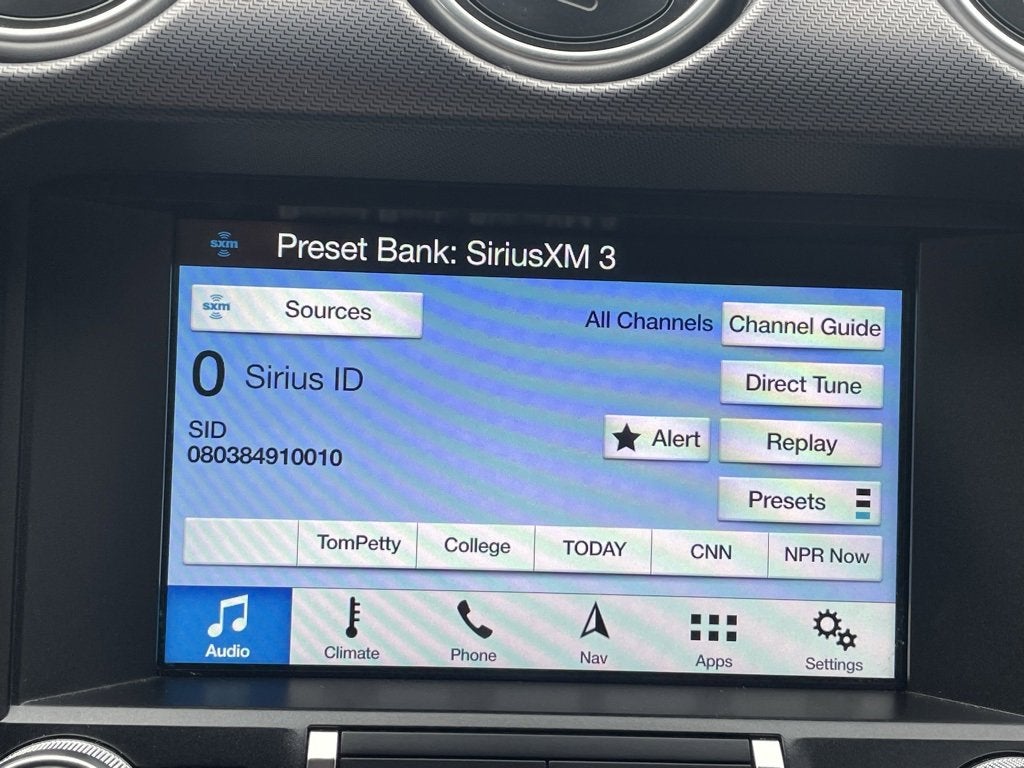 sxm Preset Bank: SiriusXM 3
sxm Sources
All Channels Channel Guide
0 Sirius ID
Direct Tune
SID
080384910010
Alert Replay
Presets
TomPetty College TODAY CNN NPR Now
Audio Climate Phone Nav Apps Settings